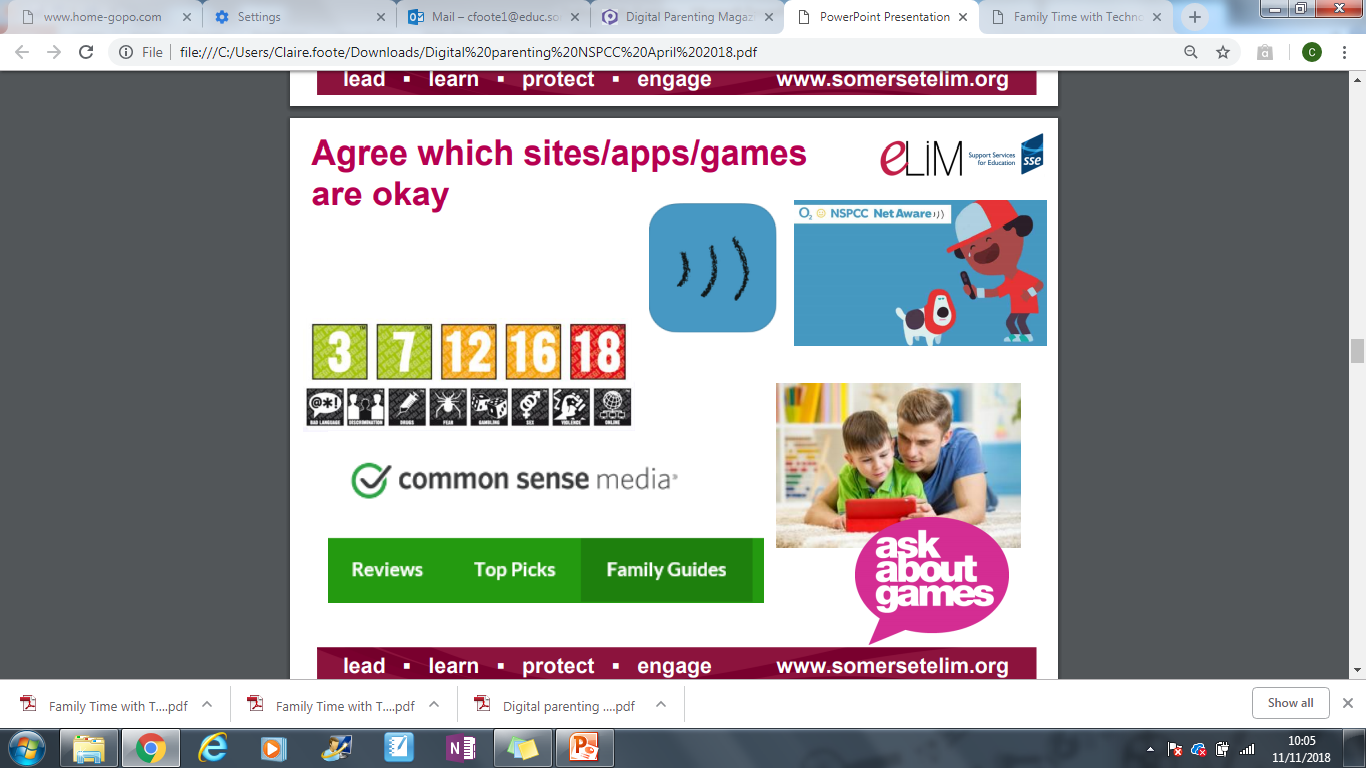 www.home-gopo.com
Settings
Mail – cfoote1@educ.so
Digital Parenting Magaz
PowerPoint Presentation
Family Time with Techno
File
file:///C:/Users/Claire.foote/Downloads/Digital%20parenting%20NSPCC%20April%202018.pdf
C
lead ▪ learn ▪ protect ▪ engage www.somersetelim.org
Agree which sites/apps/games
are okay
eLiM
Support Services
for Education
sse
O2 NSPCC Net Aware
3 7 12 16 18
@*!
BAD LANGUAGE DISCRIMINATION DRUGS FEAR GAMBLING SEX VIOLENCE ONLINE
common sense media®
Reviews Top Picks Family Guides
ask
about
games
lead ▪ learn ▪ protect ▪ engage www.somersetelim.org
Family Time with T....pdf
Family Time with T....pdf
Digital parenting ....pdf
Show all
10:05
11/11/2018